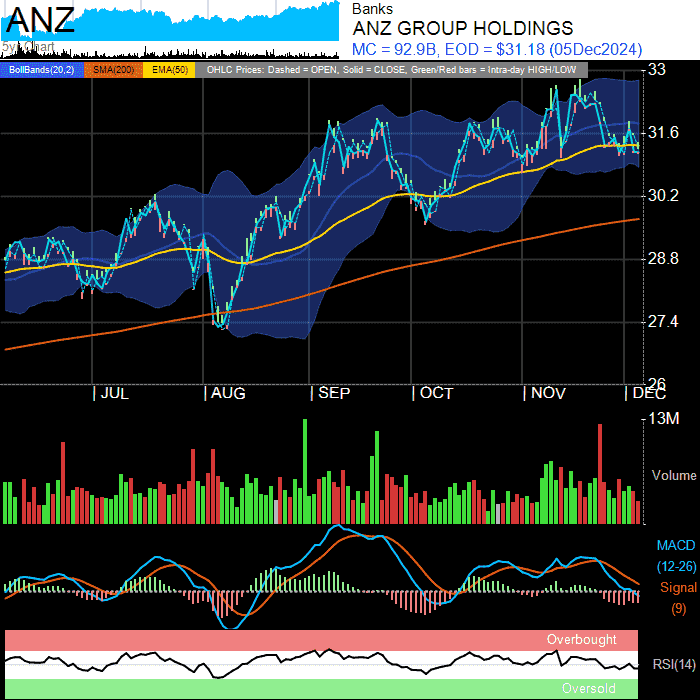 ANZ
5yr Chart
Banks
ANZ GROUP HOLDINGS
MC = 92.9B, EOD = $31.18 (05Dec2024)
BollBands(20,2) SMA(200) EMA(50) OHLC Prices: Dashed = OPEN, Solid = CLOSE, Green/Red bars = Intra-day HIGH/LOW
33
31.6
30.2
28.8
27.4
26
| JUL | AUG | SEP | OCT | NOV | DEC
13M
Volume
MACD
(12-26)
Signal
(9)
Overbought
RSI(14)
Oversold